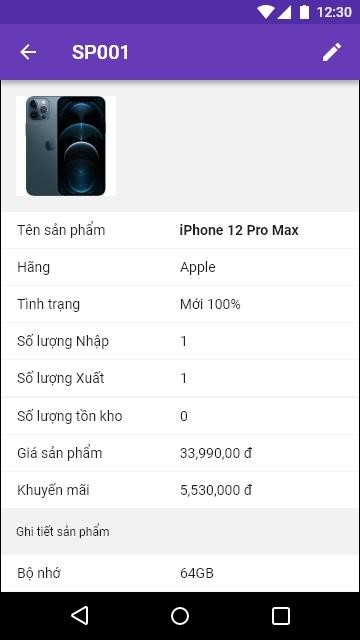 12:30
SP001
Tên sản phẩm iPhone 12 Pro Max
Hãng Apple
Tình trạng Mới 100%
Số lượng Nhập 1
Số lượng Xuất 1
Số lượng tồn kho 0
Giá sản phẩm 33,990,00 đ
Khuyến mãi 5,530,000 đ
Ghi tiết sản phẩm
Bộ nhớ 64GB